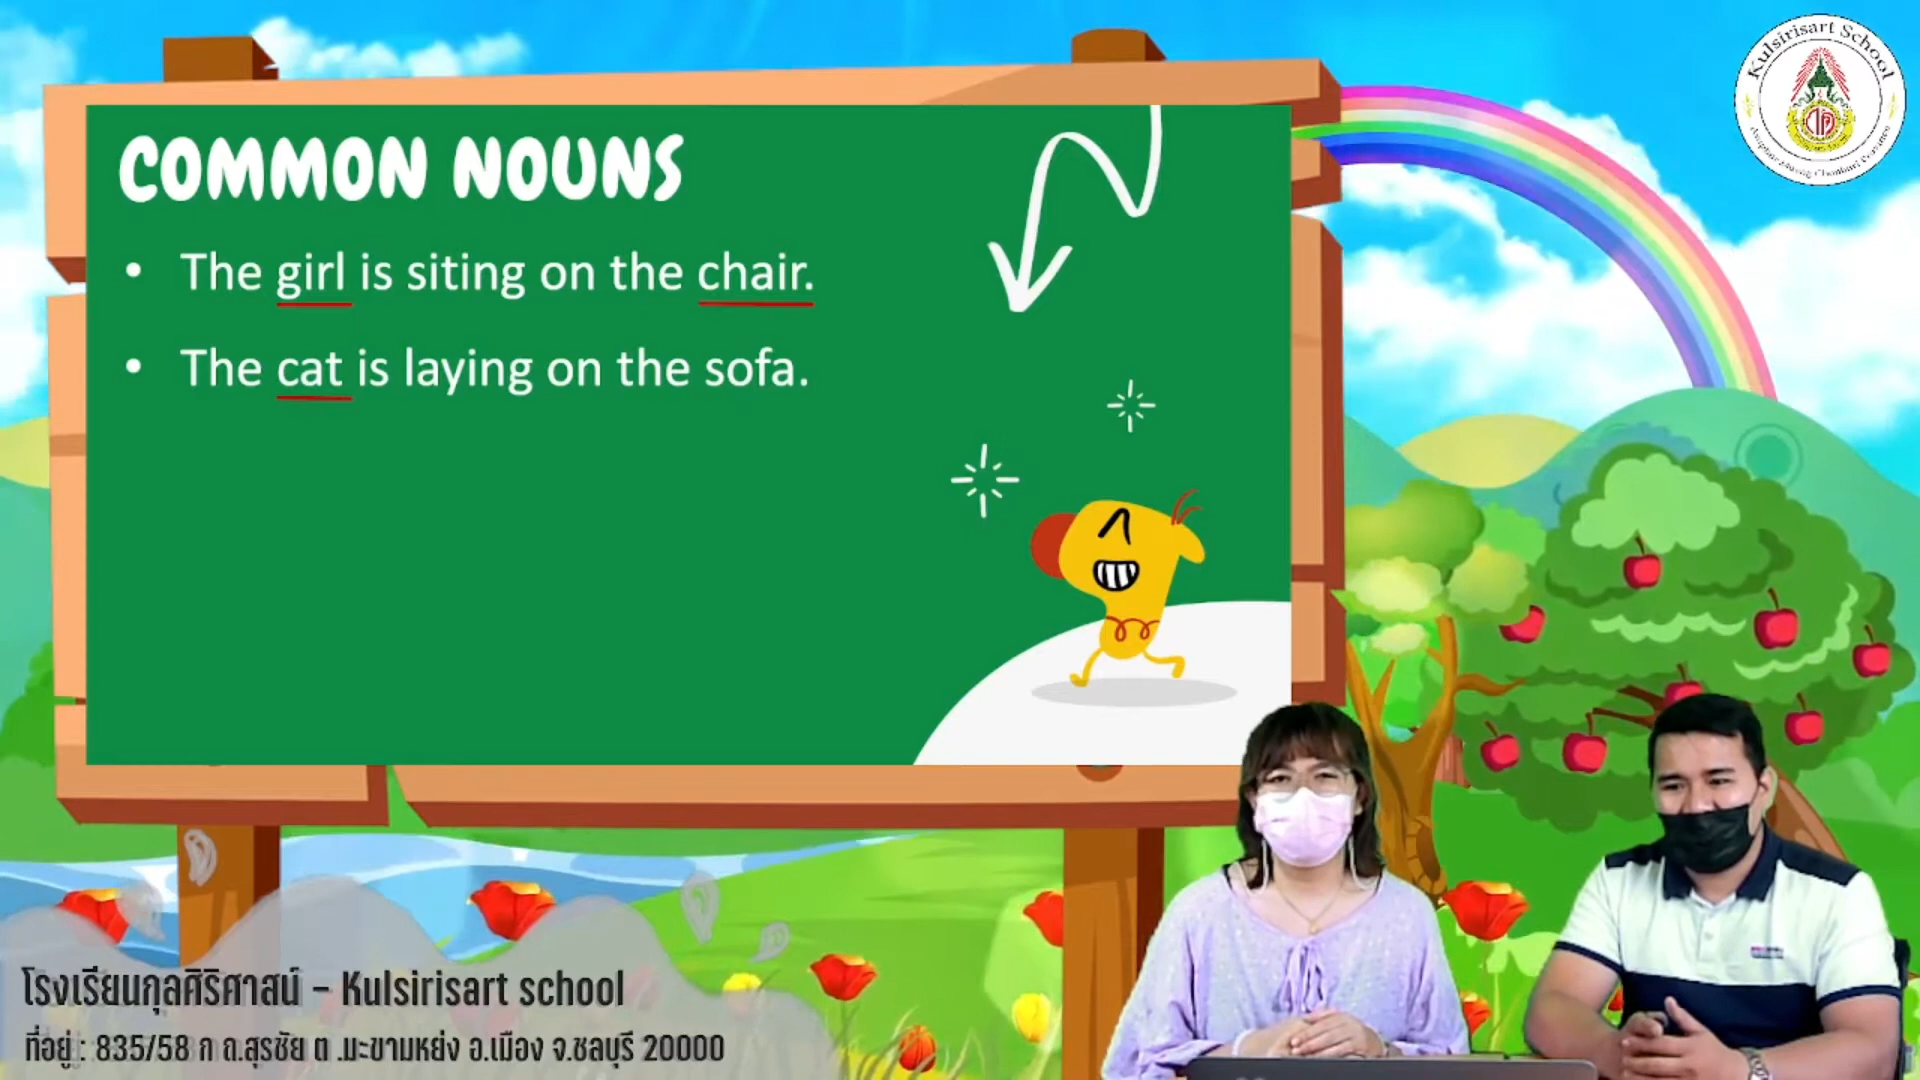 COMMON NOUNS
• The girl is siting on the chair.
• The cat is laying on the sofa.
Kulsirisart School
โรงเรียนกุลศิริศาสน์ - Kulsirisart school
ที่อยู่ : 835/58 ก ถ.สุรชัย ต .มะขามหย่ง อ.เมือง จ.ชลบุรี 20000